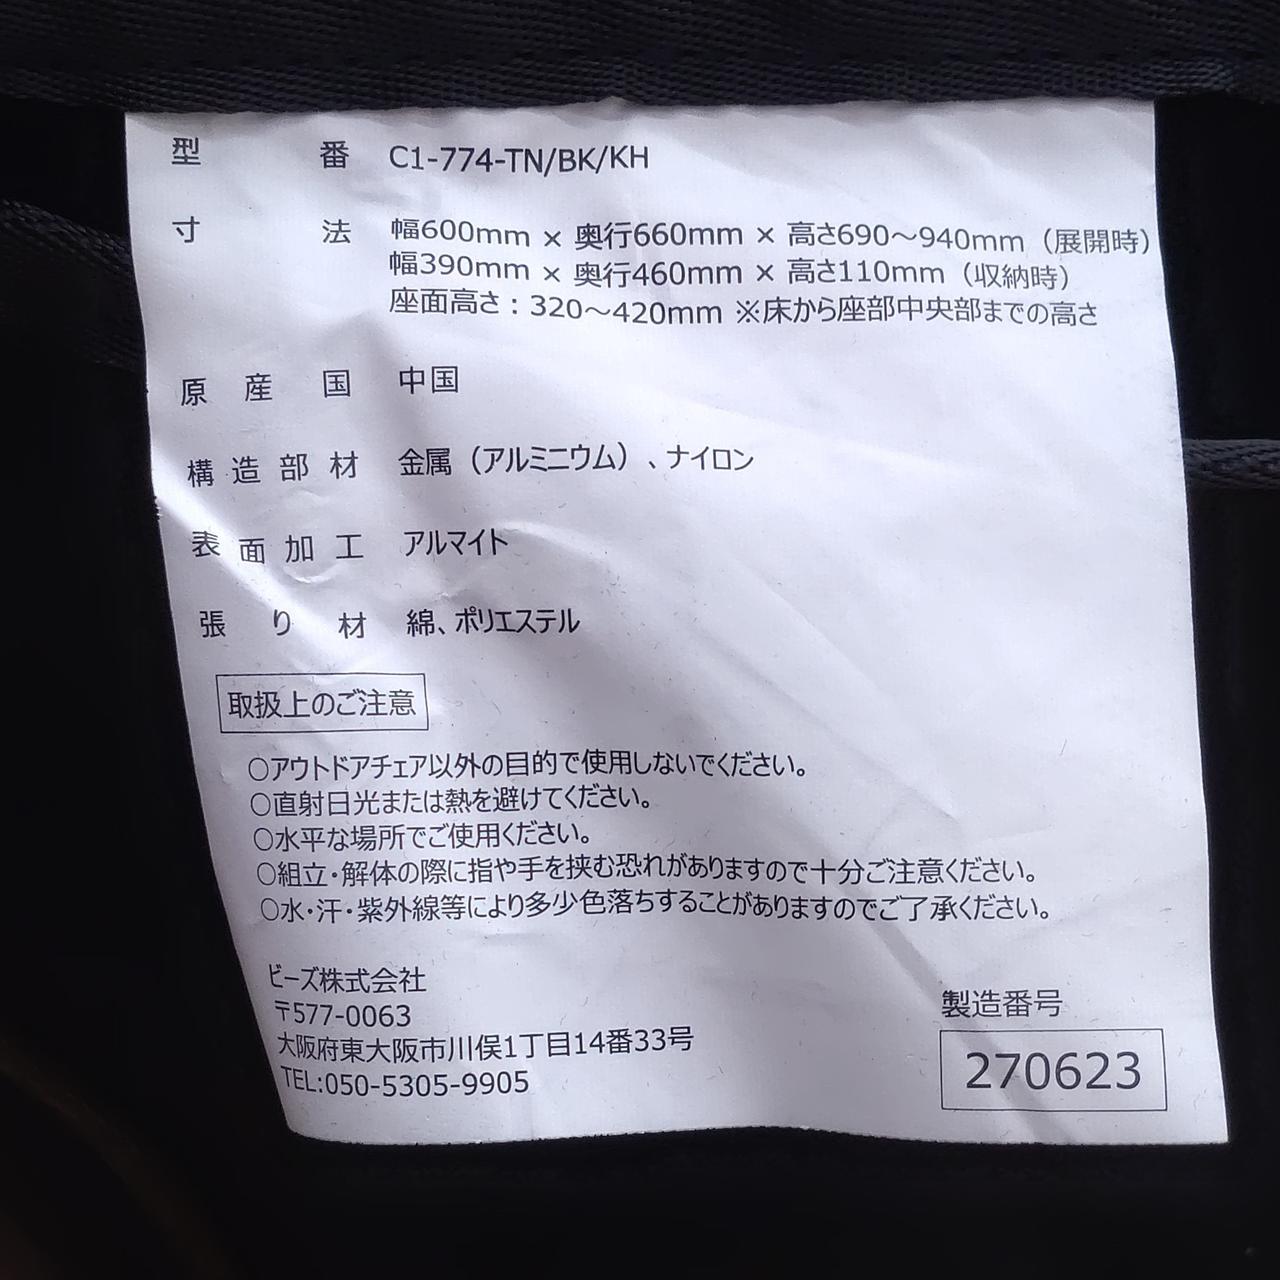 型番 C1-774-TN/BK/KH
寸法 幅600mm × 奥行660mm × 高さ690～940mm（展開時）
幅390mm × 奥行460mm × 高さ110mm（収納時）
座面高さ：320～420mm ※床から座部中央部までの高さ
原産国 中国
構造部材 金属（アルミニウム）、ナイロン
表面加工 アルマイト
張り材 綿、ポリエステル
取扱上のご注意
○アウトドアチェア以外の目的で使用しないでください。
○直射日光または熱を避けてください。
○水平な場所でご使用ください。
○組立・解体の際に指や手を挟む恐れがありますので十分ご注意ください。
○水・汗・紫外線等により多少色落ちすることがありますのでご了承ください。
ビーズ株式会社
〒577-0063
大阪府東大阪市川俣1丁目14番33号
TEL:050-5305-9905
製造番号
270623